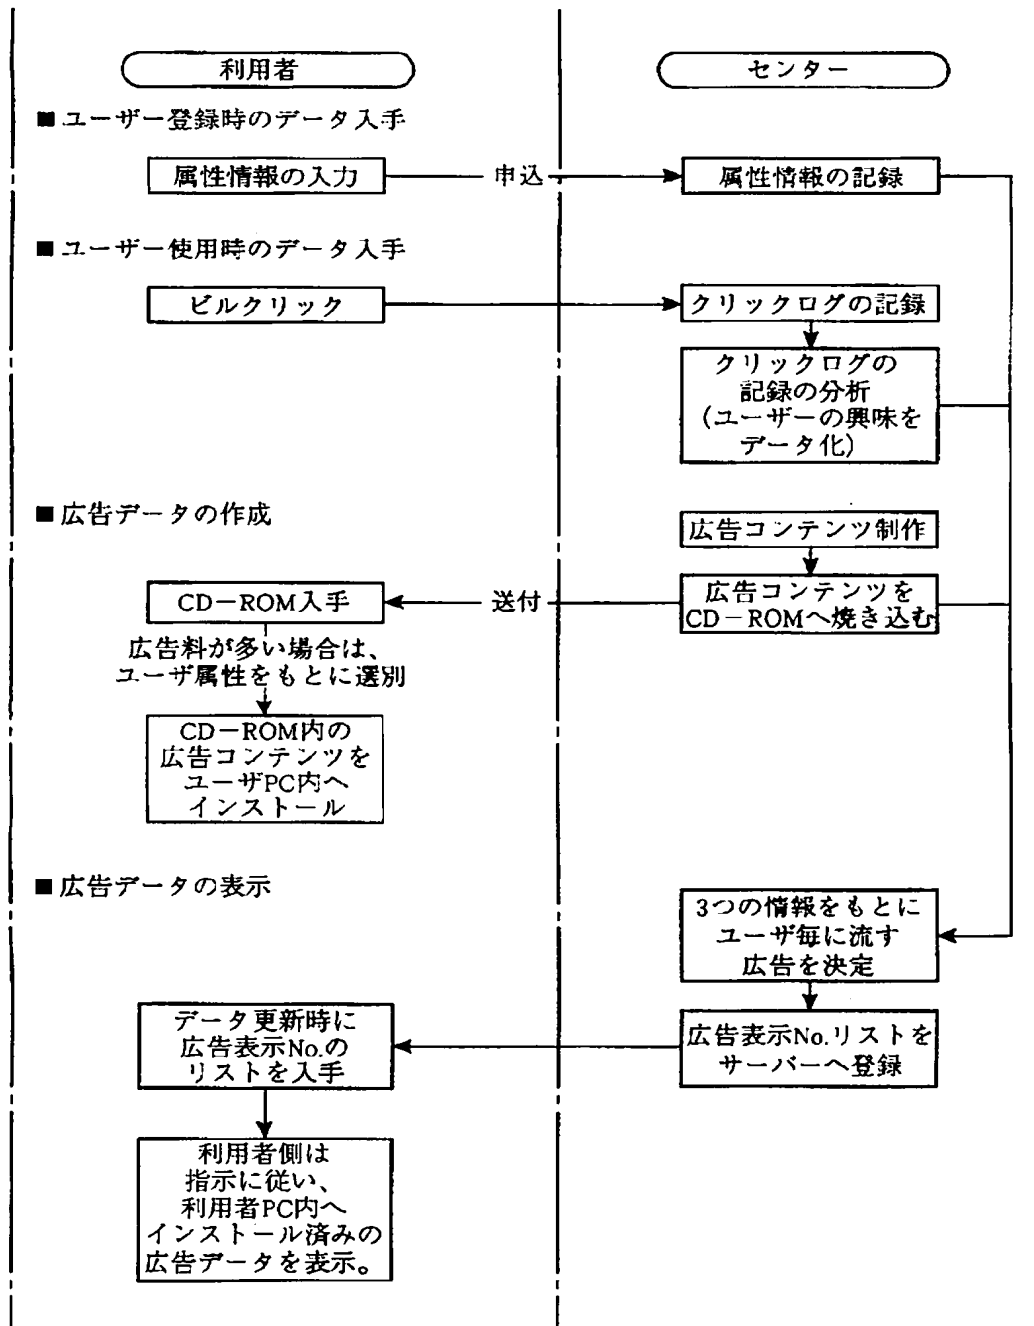 利用者
センター
■ユーザー登録時のデータ入手
属性情報の入力
申込
属性情報の記録
■ユーザー使用時のデータ入手
ビルクリック
クリックログの記録
クリックログの
記録の分析
(ユーザーの興味を
データ化)
■広告データの作成
広告コンテンツ制作
CD-ROM入手
送付
広告コンテンツを
CD-ROMへ焼き込む
広告料が多い場合は、
ユーザ属性をもとに選別
CD-ROM内の
広告コンテンツを
ユーザPC内へ
インストール
■広告データの表示
3つの情報をもとに
ユーザ毎に流す
広告を決定
データ更新時に
広告表示No.の
リストを入手
広告表示No.リストを
サーバーへ登録
利用者側は
指示に従い、
利用者PC内へ
インストール済みの
広告データを表示。